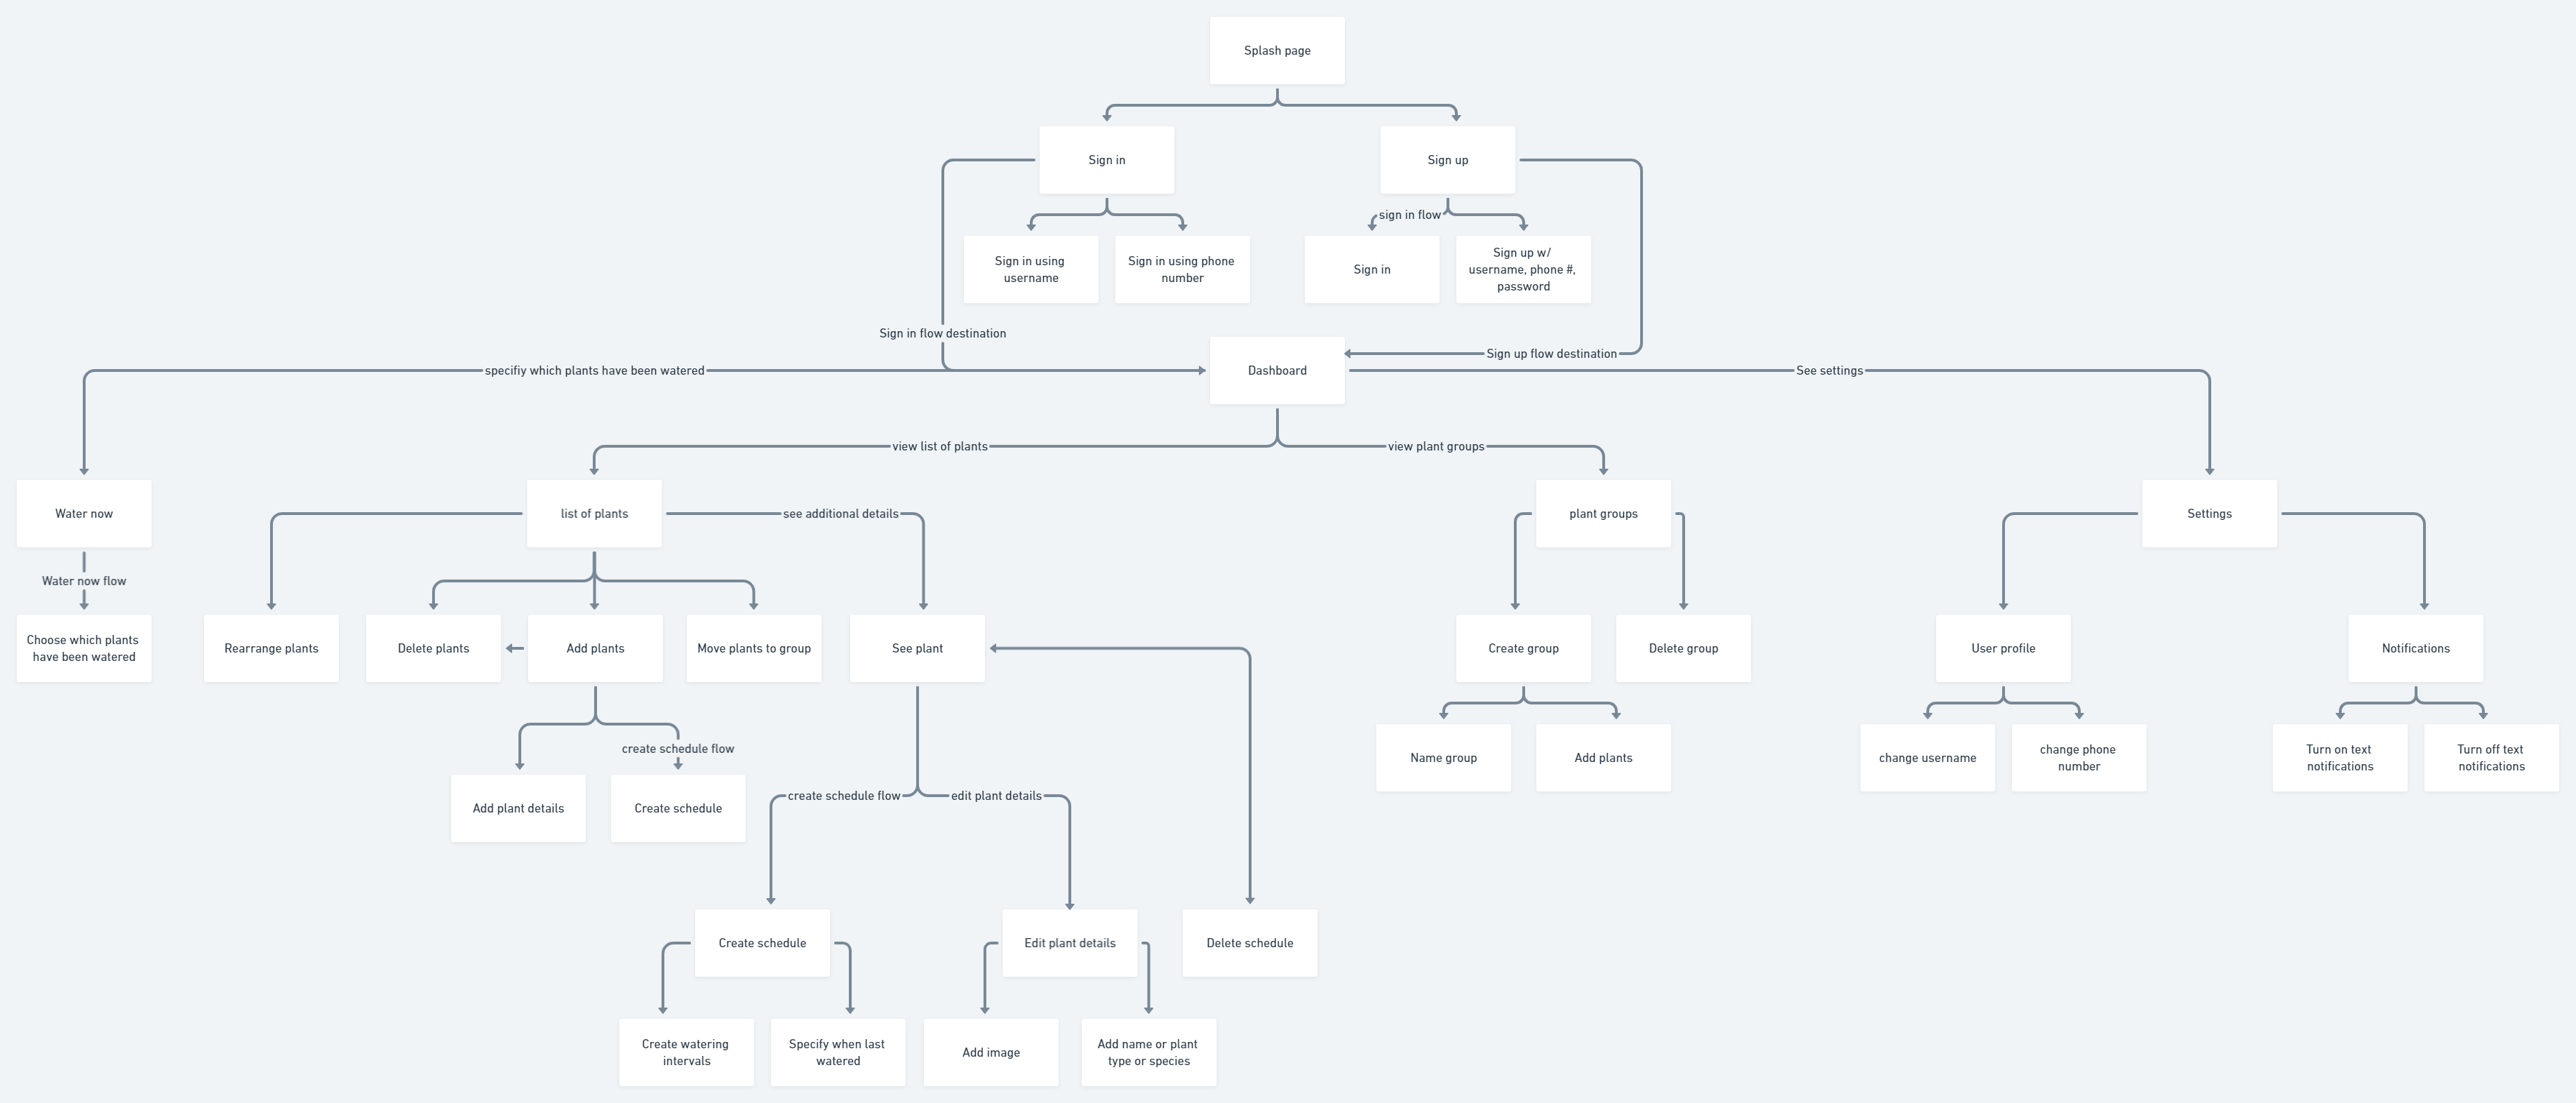 Splash page
Sign in
Sign up
sign in flow
Sign in using
username
Sign in using phone
number
Sign in
Sign up w/
username, phone #,
password
Sign in flow destination
Sign up flow destination
specifiy which plants have been watered
Dashboard
See settings
view list of plants
view plant groups
Water now
list of plants
see additional details
plant groups
Settings
Water now flow
Choose which plants
have been watered
Rearrange plants
Delete plants
Add plants
Move plants to group
See plant
Create group
Delete group
User profile
Notifications
create schedule flow
Name group
Add plants
change username
change phone
number
Turn on text
notifications
Turn off text
notifications
Add plant details
Create schedule
create schedule flow
edit plant details
Create schedule
Edit plant details
Delete schedule
Create watering
intervals
Specify when last
watered
Add image
Add name or plant
type or species